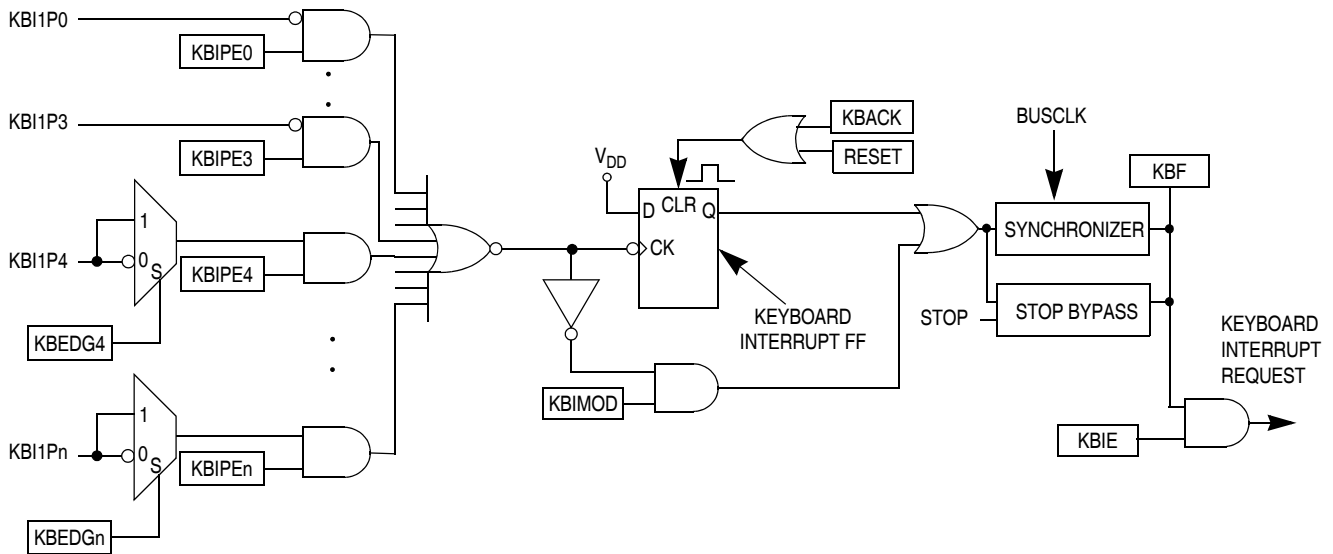 KBI1P0
KBIPE0
KBI1P3
KBIPE3
1
KBI1P4
0
S
KBIPE4
KBEDG4
1
KBI1Pn
0
S
KBIPEn
KBEDGn
VDD
KBACK
RESET
D
CLR
Q
CK
KEYBOARD
INTERRUPT FF
KBIMOD
BUSCLK
SYNCHRONIZER
KBF
STOP
STOP BYPASS
KEYBOARD
INTERRUPT
REQUEST
KBIE